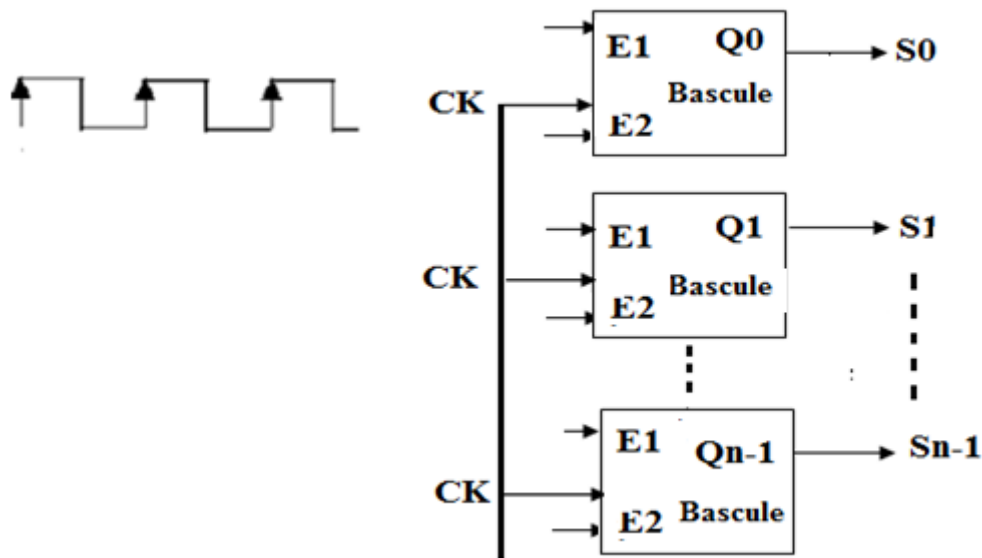 E1 Q0 S0
CK Bascule
E2
E1 Q1 S1
CK Bascule
E2
E1 Qn-1 Sn-1
CK Bascule
E2